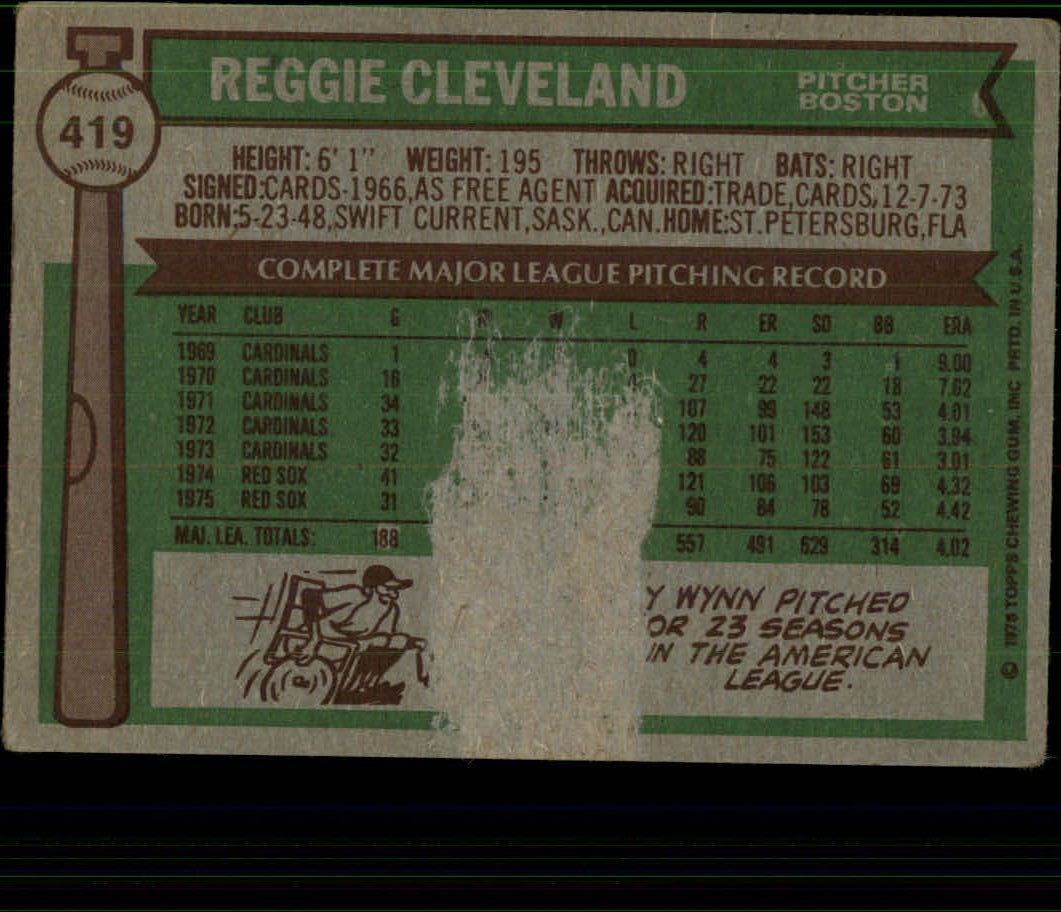 419
REGGIE CLEVELAND
PITCHER
BOSTON
HEIGHT: 6' 1" WEIGHT: 195 THROWS: RIGHT BATS: RIGHT
SIGNED:CARDS-1966,AS FREE AGENT ACQUIRED:TRADE,CARDS,12-7-73
BORN:5-23-48,SWIFT CURRENT,SASK.,CAN.HOME:ST.PETERSBURG,FLA
COMPLETE MAJOR LEAGUE PITCHING RECORD
YEAR CLUB G W L R ER SO BB ERA
1969 CARDINALS 1 0 4 4 3 1 9.00
1970 CARDINALS 16 4 27 22 22 18 7.62
1971 CARDINALS 34 107 99 148 53 4.01
1972 CARDINALS 33 120 101 153 60 3.94
1973 CARDINALS 32 88 75 122 61 3.01
1974 RED SOX 41 121 106 103 69 4.32
1975 RED SOX 31 90 84 78 52 4.42
MAJ. LEA. TOTALS: 188 557 491 629 314 4.02
Y WYNN PITCHED
OR 23 SEASONS
IN THE AMERICAN
LEAGUE.
© 1976 TOPPS CHEWING GUM, INC PRTD. IN U.S.A.